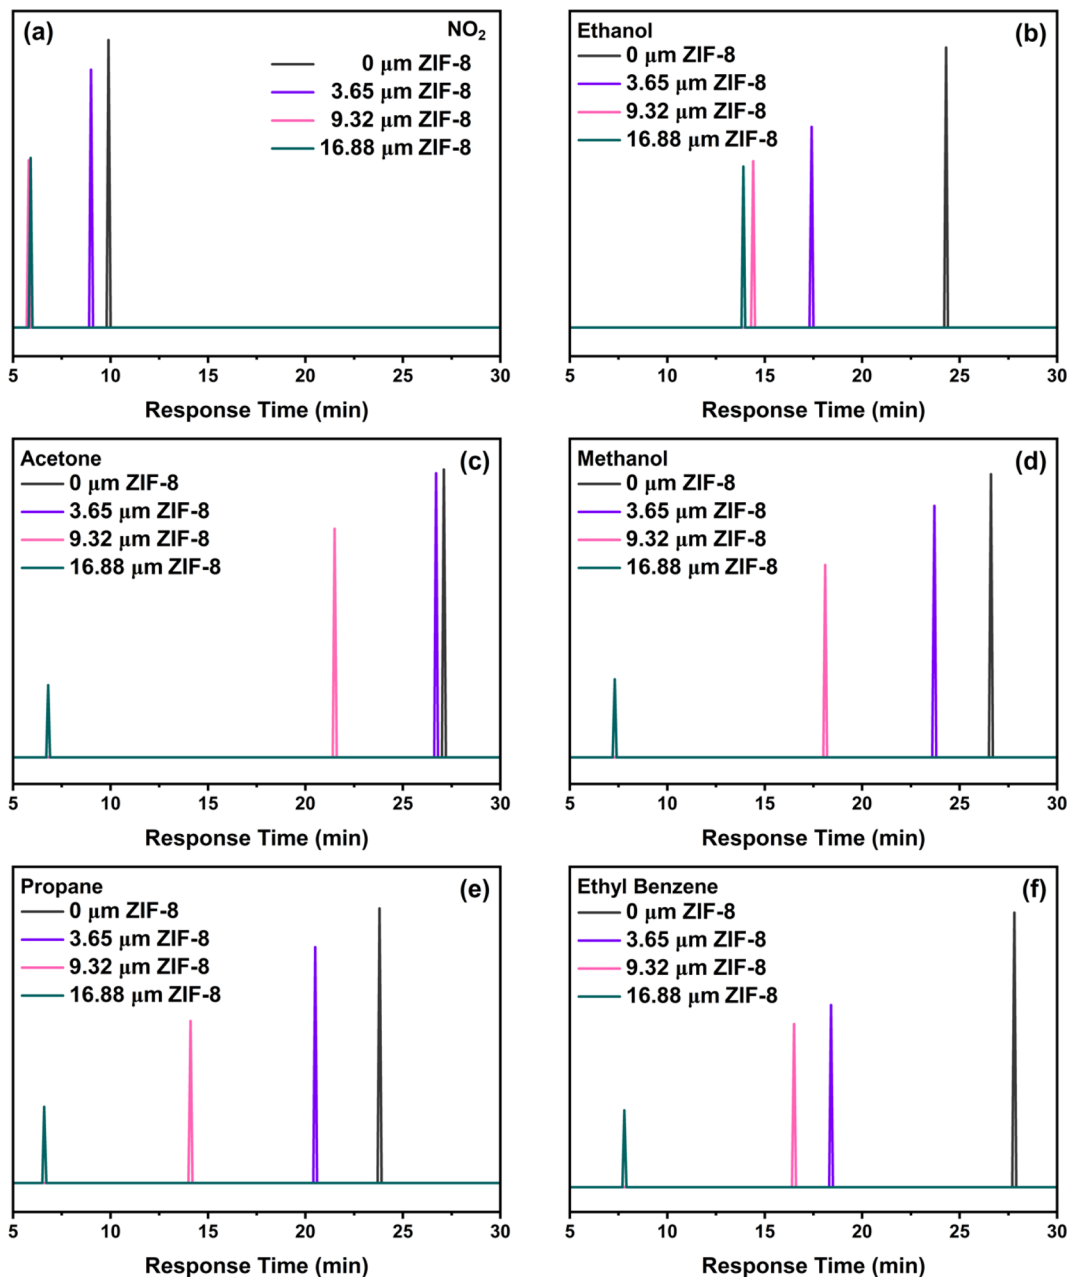 (a)
NO₂
0 μm ZIF-8
3.65 μm ZIF-8
9.32 μm ZIF-8
16.88 μm ZIF-8
5 10 15 20 25 30
Response Time (min)
Ethanol
(b)
0 μm ZIF-8
3.65 μm ZIF-8
9.32 μm ZIF-8
16.88 μm ZIF-8
5 10 15 20 25 30
Response Time (min)
Acetone
(c)
0 μm ZIF-8
3.65 μm ZIF-8
9.32 μm ZIF-8
16.88 μm ZIF-8
5 10 15 20 25 30
Response Time (min)
Methanol
(d)
0 μm ZIF-8
3.65 μm ZIF-8
9.32 μm ZIF-8
16.88 μm ZIF-8
5 10 15 20 25 30
Response Time (min)
Propane
(e)
0 μm ZIF-8
3.65 μm ZIF-8
9.32 μm ZIF-8
16.88 μm ZIF-8
5 10 15 20 25 30
Response Time (min)
Ethyl Benzene
(f)
0 μm ZIF-8
3.65 μm ZIF-8
9.32 μm ZIF-8
16.88 μm ZIF-8
5 10 15 20 25 30
Response Time (min)